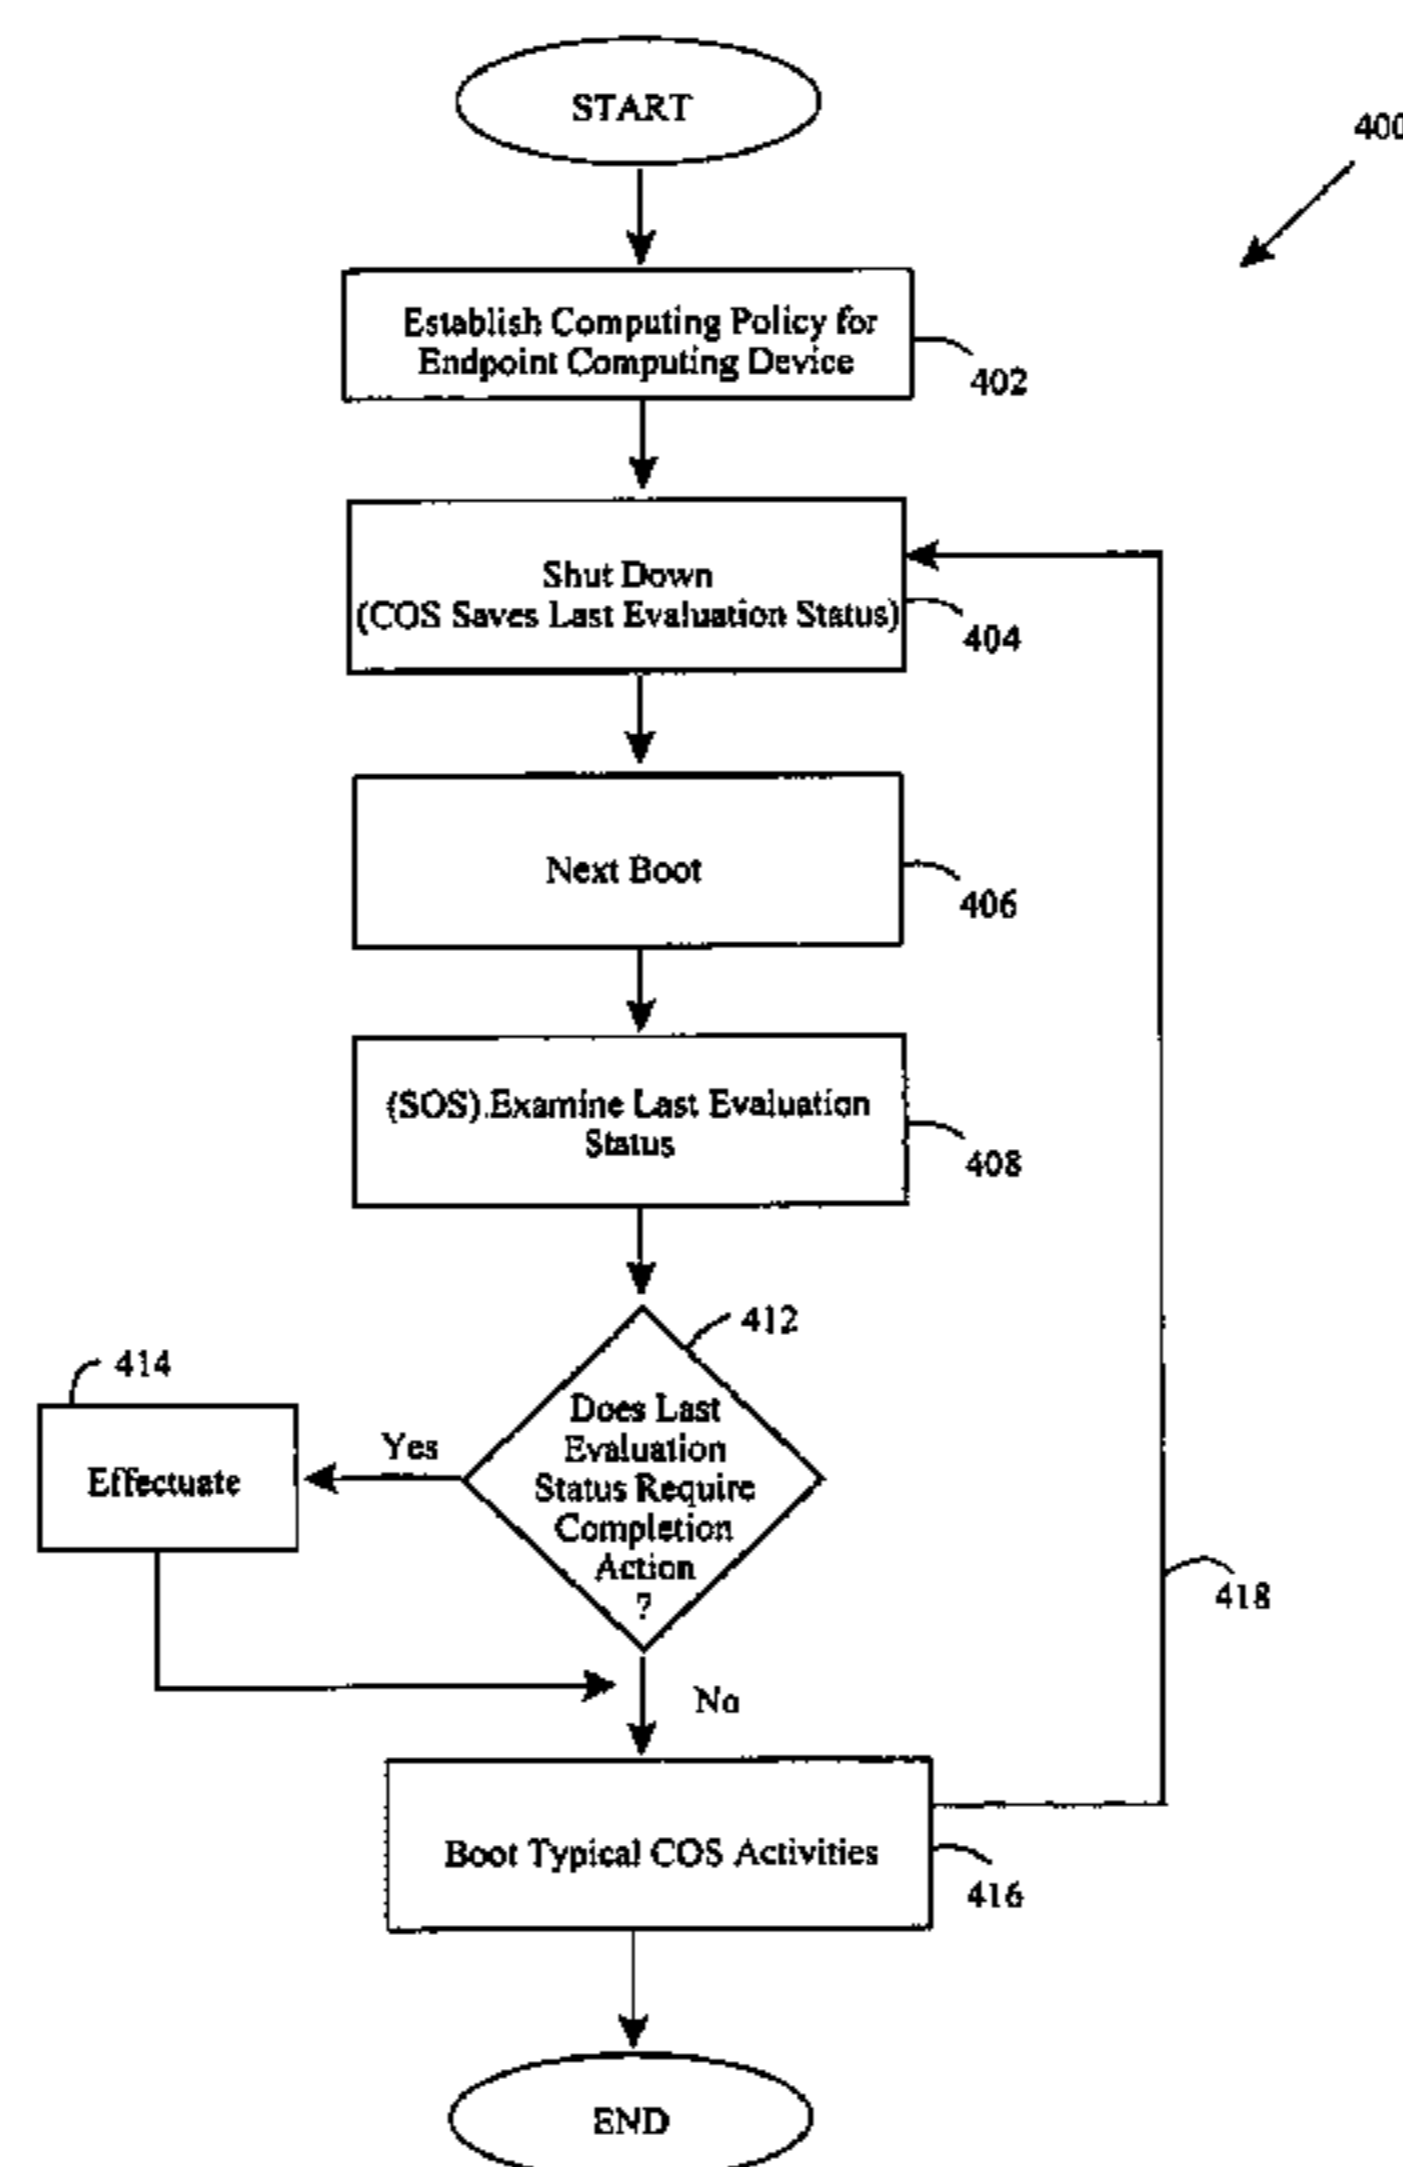 START
400
Establish Computing Policy for
Endpoint Computing Device
402
Shut Down
(COS Saves Last Evaluation Status)
404
Next Boot
406
(SOS).Examine Last Evaluation
Status
408
412
414
Does Last
Evaluation
Status Require
Completion
Action
?
Yes
Effectuate
418
No
Boot Typical COS Activities
416
END